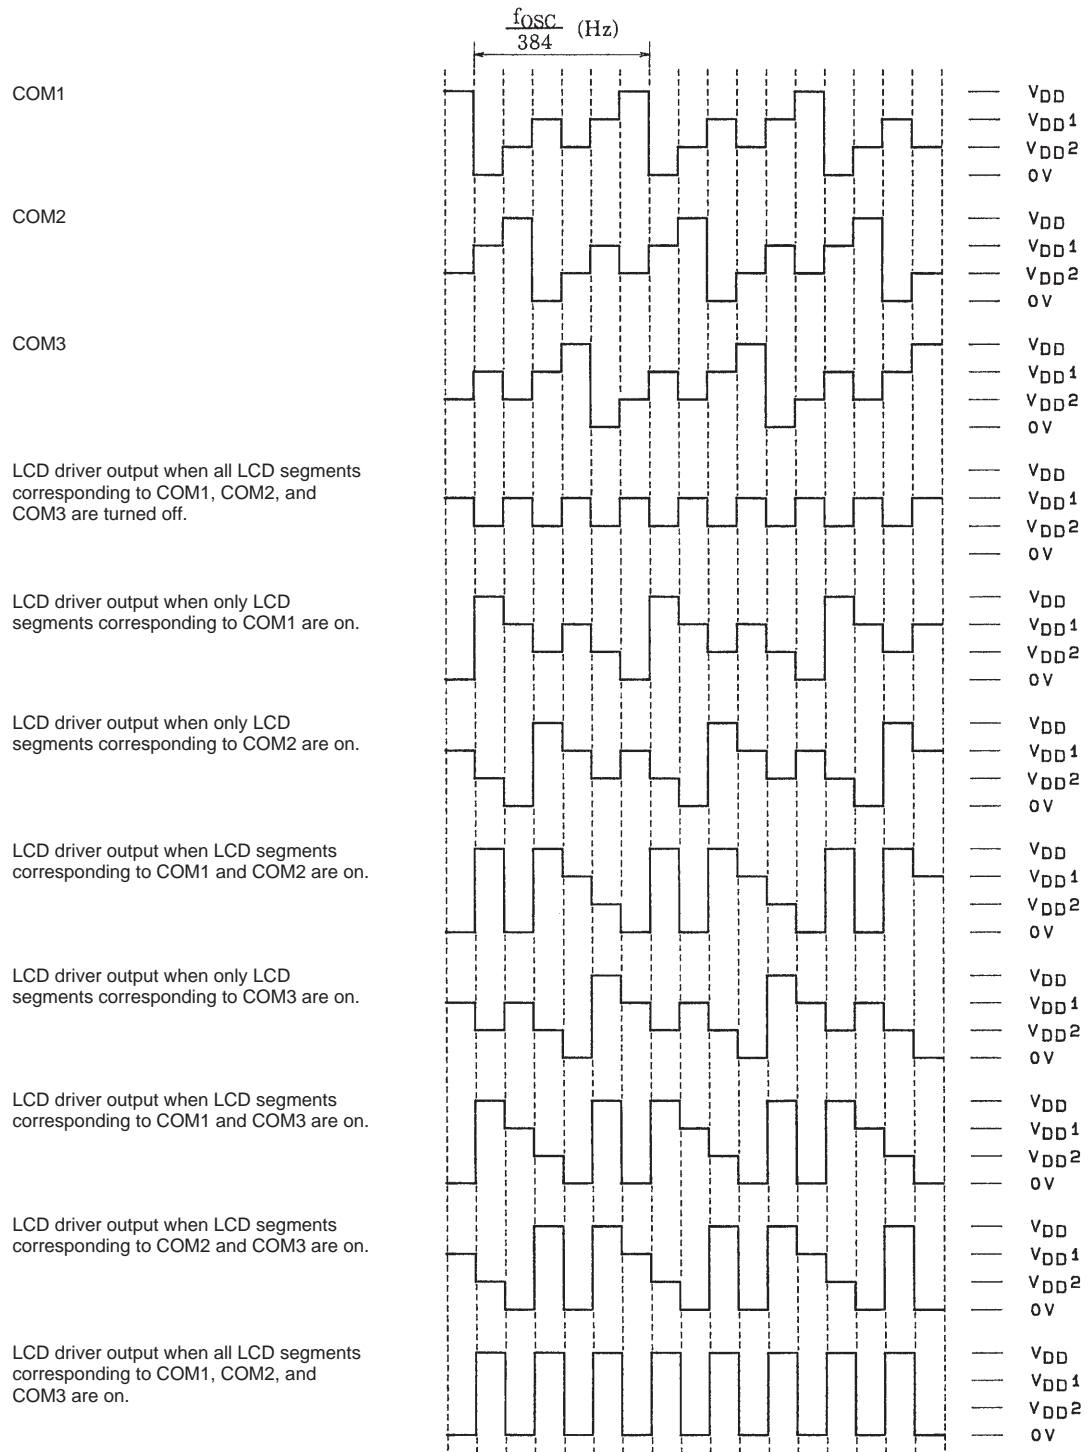 fOSC
384 (Hz)
COM1
VDD
VDD1
VDD2
0V
COM2
VDD
VDD1
VDD2
0V
COM3
VDD
VDD1
VDD2
0V
LCD driver output when all LCD segments
corresponding to COM1, COM2, and
COM3 are turned off.
VDD
VDD1
VDD2
0V
LCD driver output when only LCD
segments corresponding to COM1 are on.
VDD
VDD1
VDD2
0V
LCD driver output when only LCD
segments corresponding to COM2 are on.
VDD
VDD1
VDD2
0V
LCD driver output when LCD segments
corresponding to COM1 and COM2 are on.
VDD
VDD1
VDD2
0V
LCD driver output when only LCD
segments corresponding to COM3 are on.
VDD
VDD1
VDD2
0V
LCD driver output when LCD segments
corresponding to COM1 and COM3 are on.
VDD
VDD1
VDD2
0V
LCD driver output when LCD segments
corresponding to COM2 and COM3 are on.
VDD
VDD1
VDD2
0V
LCD driver output when all LCD segments
corresponding to COM1, COM2, and
COM3 are on.
VDD
VDD1
VDD2
0V